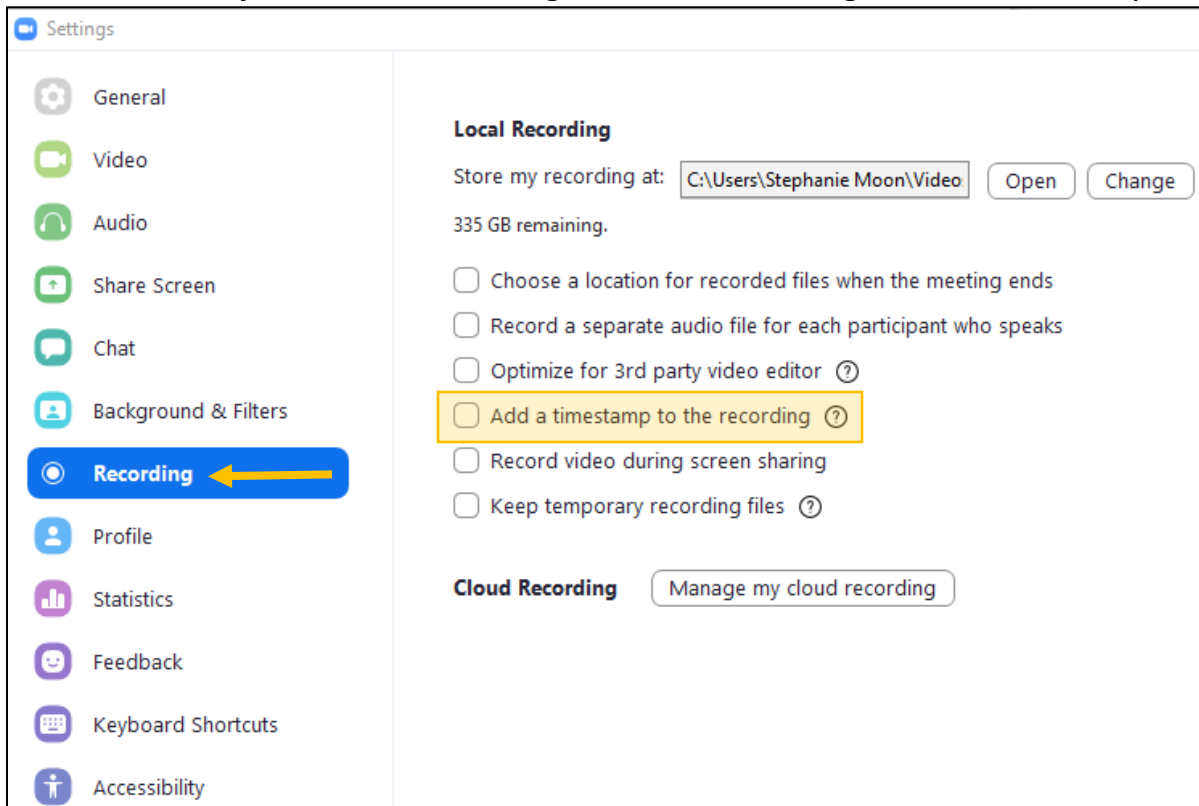 Settings
General
Video
Audio
Share Screen
Chat
Background & Filters
Recording
Profile
Statistics
Feedback
Keyboard Shortcuts
Accessibility
Local Recording
Store my recording at: C:\Users\Stephanie Moon\Video Open Change
335 GB remaining.
Choose a location for recorded files when the meeting ends
Record a separate audio file for each participant who speaks
Optimize for 3rd party video editor ?
Add a timestamp to the recording ?
Record video during screen sharing
Keep temporary recording files ?
Cloud Recording Manage my cloud recording